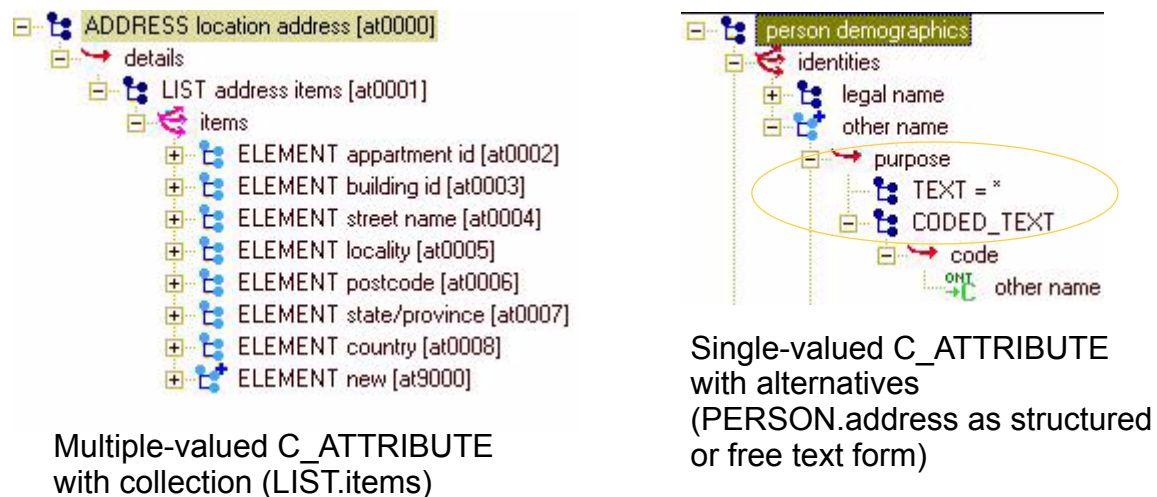 ADDRESS location address [at0000]
details
LIST address items [at0001]
items
ELEMENT appartment id [at0002]
ELEMENT building id [at0003]
ELEMENT street name [at0004]
ELEMENT locality [at0005]
ELEMENT postcode [at0006]
ELEMENT state/province [at0007]
ELEMENT country [at0008]
ELEMENT new [at9000]
Multiple-valued C_ATTRIBUTE
with collection (LIST.items)
person demographics
identities
legal name
other name
purpose
TEXT = *
CODED_TEXT
code
ONT C other name
Single-valued C_ATTRIBUTE
with alternatives
(PERSON.address as structured
or free text form)